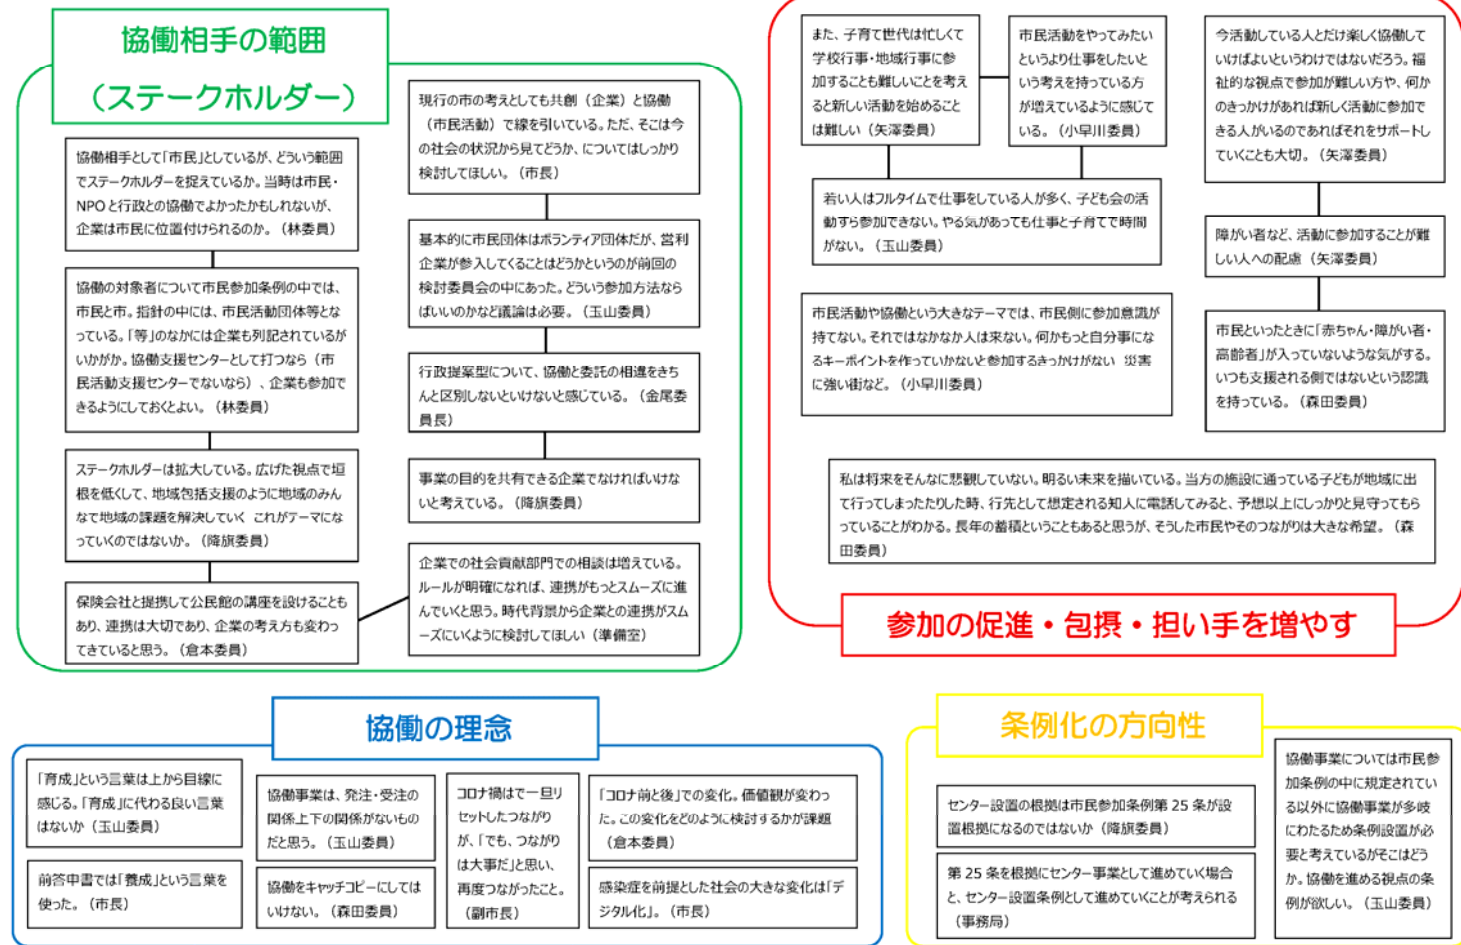 協働相手の範囲
（ステークホルダー）
協働相手として「市民」としているが、どういう範囲
でステークホルダーを捉えているか。当時は市民・
NPOと行政との協働でよかったかもしれないが、
企業は市民に位置付けられるのか。（林委員）
協働の対象者について市民参加条例の中では、
市民と市。指針の中には、市民活動団体等とな
っている。「等」のなかには企業も列記されているが
いかがか。協働支援センターとして打つなら（市
民活動支援センターでないなら）、企業も参加で
きるようにしておくとよい。（林委員）
ステークホルダーは拡大している。広げた視点で垣
根を低くして、地域包括支援のように地域のみん
なで地域の課題を解決していく これがテーマにな
っていくのではないか。（降旗委員）
保険会社と提携して公民館の講座を設けることも
あり、連携は大切であり、企業の考え方も変わっ
てきていると思う。（倉本委員）
現行の市の考えとしても共創（企業）と協働
（市民活動）で線を引いている。ただ、そこは今
の社会の状況から見てどうか、についてはしっかり
検討してほしい。（市長）
基本的に市民団体はボランティア団体だが、営利
企業が参入してくることはどうかというのが前回の
検討委員会の中にあった。どういう参加方法なら
ばいいのかなど議論は必要。（玉山委員）
行政提案型について、協働と委託の相違をきち
んと区別しないといけないと感じている。（金尾委
員長）
事業の目的を共有できる企業でなければいけな
いと考えている。（降旗委員）
企業での社会貢献部門での相談は増えている。
ルールが明確になれば、連携がもっとスムーズに進
んでいくと思う。時代背景から企業との連携がスム
ーズにいくように検討してほしい（準備室）
また、子育て世代は忙しくて
学校行事・地域行事に参
加することも難しいことを考え
ると新しい活動を始めること
は難しい（矢澤委員）
市民活動をやってみたい
というより仕事をしたいと
いう考えを持っている方
が増えているように感じて
いる。（小早川委員）
若い人はフルタイムで仕事をしている人が多く、子ども会の活
動すら参加できない。やる気があっても仕事と子育てで時間
がない。（玉山委員）
市民活動や協働という大きなテーマでは、市民側に参加意識が
持てない。それではなかなか人は来ない。何かもっと自分事にな
るキーポイントを作っていかないと参加するきっかけがない 災害
に強い街など。（小早川委員）
今活動している人とだけ楽しく協働して
いけばよいというわけではないだろう。福
祉的な視点で参加が難しい方や、何か
のきっかけがあれば新しく活動に参加で
きる人がいるのであればそれをサポートし
ていくことも大切。（矢澤委員）
障がい者など、活動に参加することが難
しい人への配慮（矢澤委員）
市民といったときに「赤ちゃん・障がい者・
高齢者」が入っていないような気がする。
いつも支援される側ではないという認識
を持っている。（森田委員）
私は将来をそんなに悲観していない。明るい未来を描いている。当方の施設に通っている子どもが地域に出
て行ってしまったたりした時、行先として想定される知人に電話してみると、予想以上にしっかりと見守ってもら
っていることがわかる。長年の蓄積ということもあると思うが、そうした市民やそのつながりは大きな希望。（森
田委員）
参加の促進・包摂・担い手を増やす
協働の理念
「育成」という言葉は上から目線に
感じる。「育成」に代わる良い言葉
はないか（玉山委員）
前答申書では「養成」という言葉を
使った。（市長）
協働事業は、発注・受注の
関係上下の関係がないもの
だと思う。（玉山委員）
協働をキャッチコピーにしては
いけない。（森田委員）
コロナ禍はで一旦リ
セットしたつながり
が、「でも、つながり
は大事だ」と思い、
再度つながったこと。
（副市長）
「コロナ前と後」での変化。価値観が変わっ
た。この変化をどのように検討するかが課題
（倉本委員）
感染症を前提とした社会の大きな変化は「デ
ジタル化」。（市長）
条例化の方向性
センター設置の根拠は市民参加条例第25条が設
置根拠になるのではないか（降旗委員）
第25条を根拠にセンター事業として進めていく場合
と、センター設置条例として進めていくことが考えられる
（事務局）
協働事業については市民参
加条例の中に規定されてい
る以外に協働事業が多岐
にわたるため条例設置が必
要と考えているがそこはどう
か。協働を進める視点の条
例が欲しい。（玉山委員）